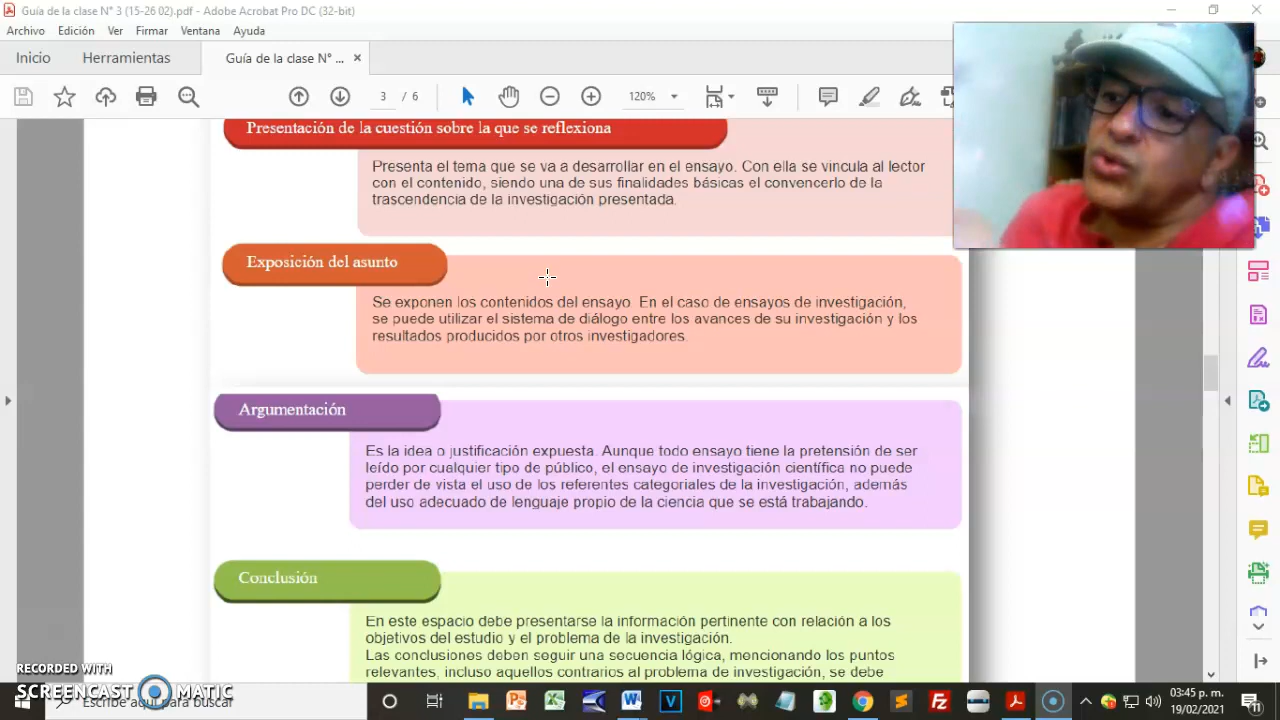 Guía de la clase N° 3 (15-26 02).pdf - Adobe Acrobat Pro DC (32-bit)
Archivo Edición Ver Firmar Ventana Ayuda
Inicio Herramientas Guía de la clase N° ... ×
3 / 6 120%
Presentación de la cuestión sobre la que se reflexiona
Presenta el tema que se va a desarrollar en el ensayo. Con ella se vincula al lector
con el contenido, siendo una de sus finalidades básicas el convencerlo de la
trascendencia de la investigación presentada.
Exposición del asunto
Se exponen los contenidos del ensayo. En el caso de ensayos de investigación,
se puede utilizar el sistema de diálogo entre los avances de su investigación y los
resultados producidos por otros investigadores.
Argumentación
Es la idea o justificación expuesta. Aunque todo ensayo tiene la pretensión de ser
leído por cualquier tipo de público, el ensayo de investigación científica no puede
perder de vista el uso de los referentes categoriales de la investigación, además
del uso adecuado de lenguaje propio de la ciencia que se está trabajando.
Conclusión
En este espacio debe presentarse la información pertinente con relación a los
objetivos del estudio y el problema de la investigación.
Las conclusiones deben seguir una secuencia lógica, mencionando los puntos
relevantes, incluso aquellos contrarios al problema de investigación, se debe
RECORDED WITH
SCREENCAST MATIC
Escribe aquí para buscar
03:45 p. m.
19/02/2021
11